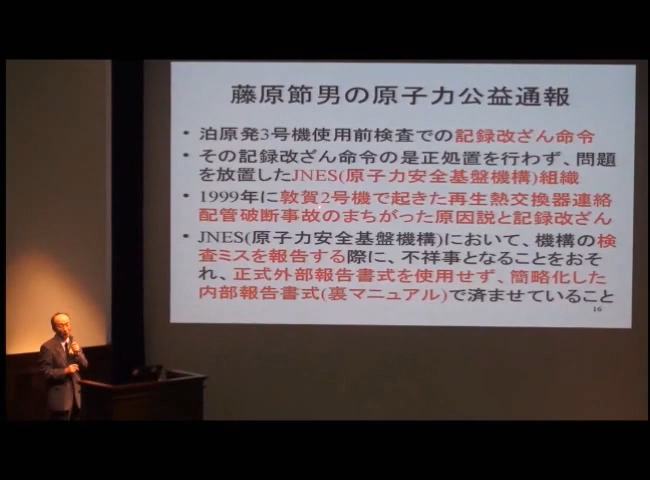 藤原節男の原子力公益通報
• 泊原発3号機使用前検査での記録改ざん命令
• その記録改ざん命令の是正処置を行わず、問題
を放置したJNES(原子力安全基盤機構)組織
• 1999年に敦賀2号機で起きた再生熱交換器連絡
配管破断事故のまちがった原因説と記録改ざん
• JNES(原子力安全基盤機構)において、機構の検
査ミスを報告する際に、不祥事となることをおそ
れ、正式外部報告書式を使用せず、簡略化した
内部報告書式(裏マニュアル)で済ませていること
16